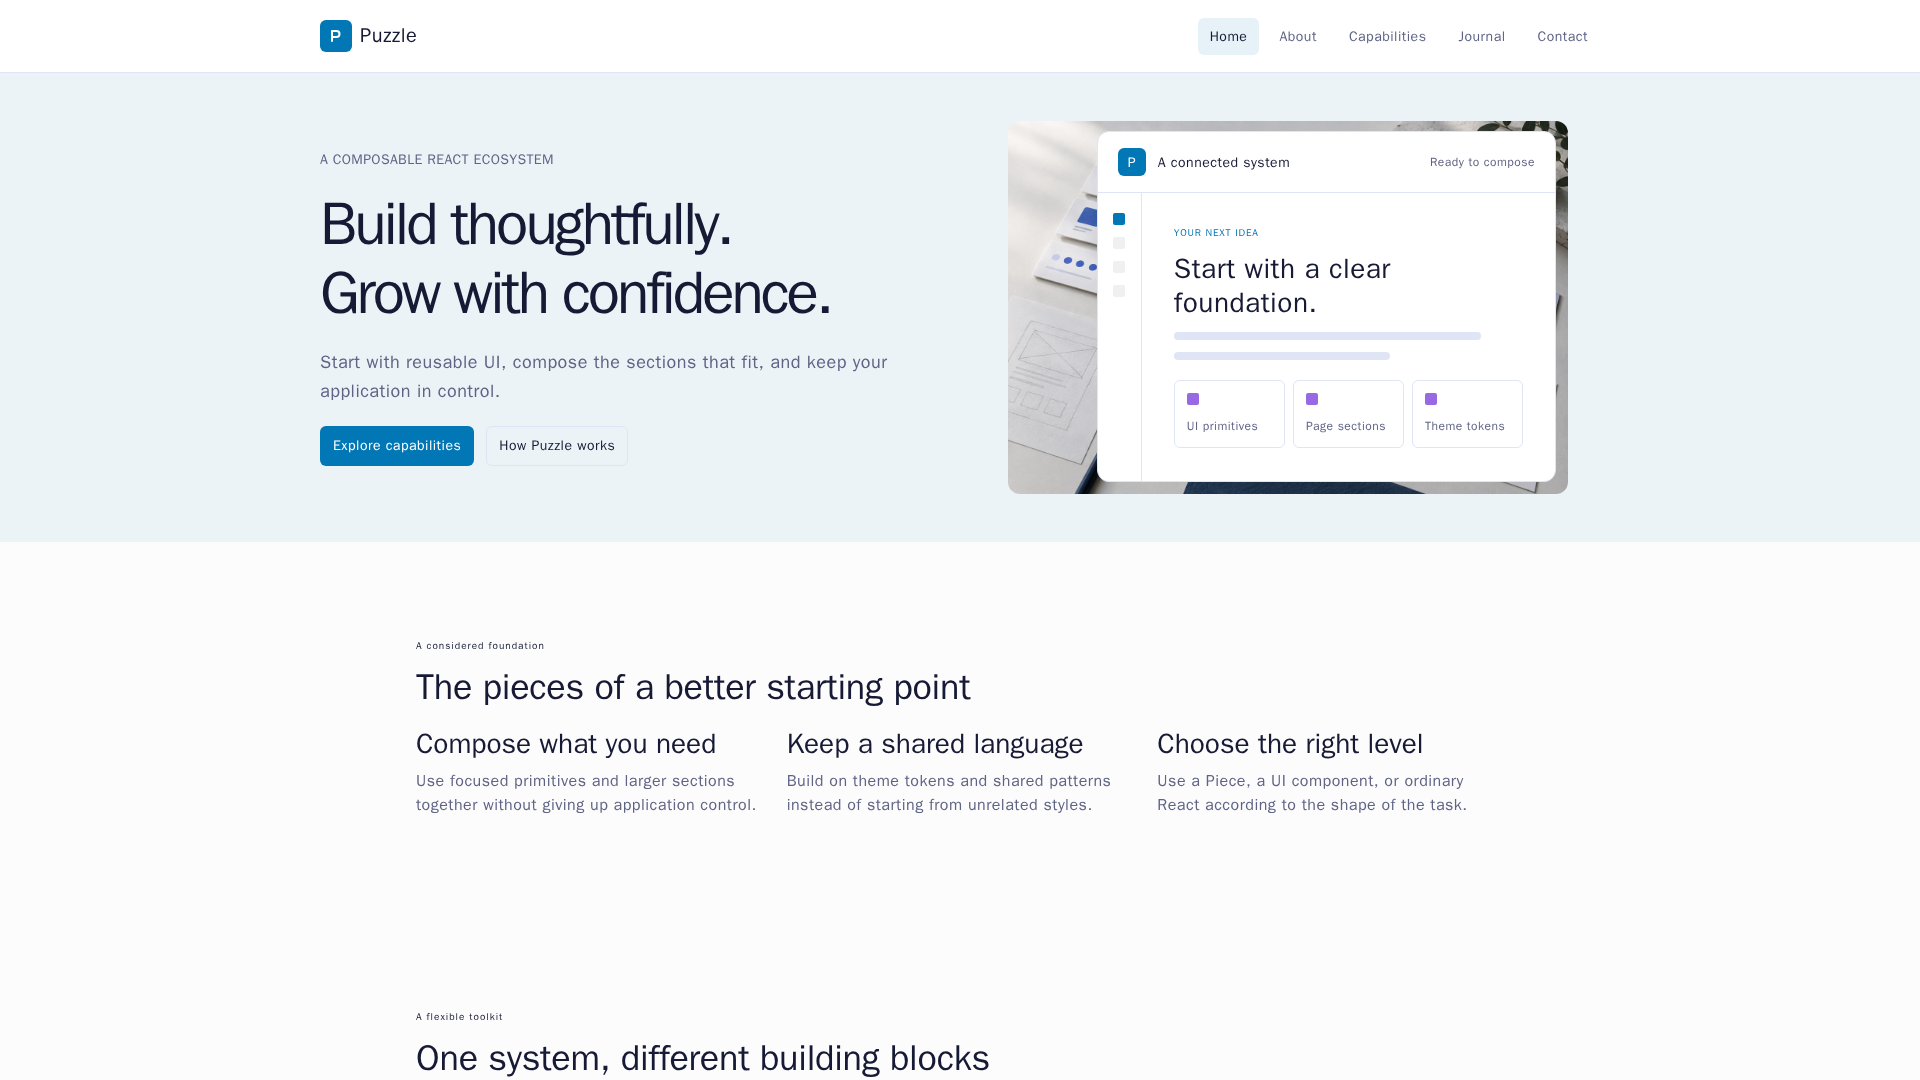 P Puzzle
Home About Capabilities Journal Contact
A COMPOSABLE REACT ECOSYSTEM
Build thoughtfully.
Grow with confidence.
Start with reusable UI, compose the sections that fit, and keep your
application in control.
Explore capabilities How Puzzle works
P A connected system Ready to compose
YOUR NEXT IDEA
Start with a clear
foundation.
UI primitives Page sections Theme tokens
A considered foundation
The pieces of a better starting point
Compose what you need
Use focused primitives and larger sections
together without giving up application control.
Keep a shared language
Build on theme tokens and shared patterns
instead of starting from unrelated styles.
Choose the right level
Use a Piece, a UI component, or ordinary
React according to the shape of the task.
A flexible toolkit
One system, different building blocks